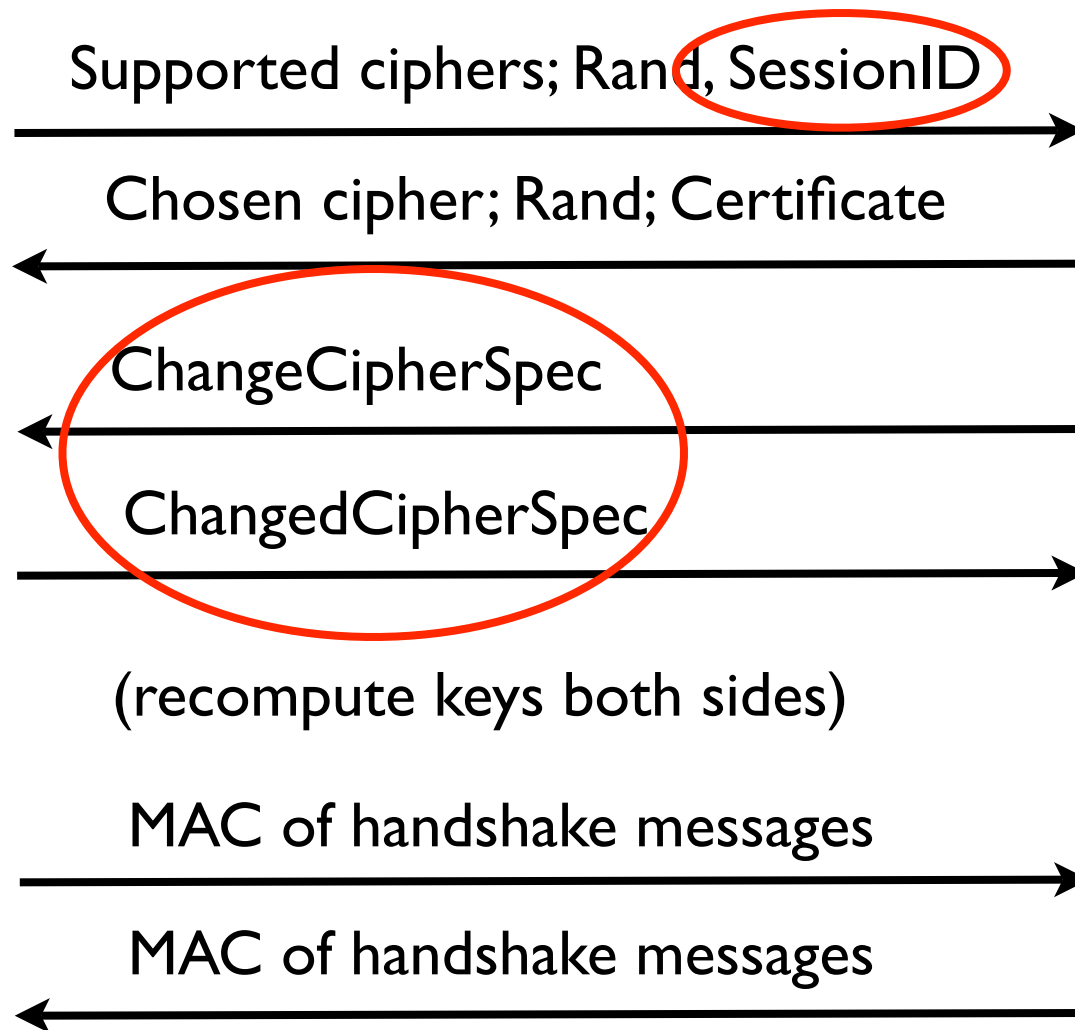 Supported ciphers; Rand, SessionID
Chosen cipher; Rand; Certificate
ChangeCipherSpec
ChangedCipherSpec
(recompute keys both sides)
MAC of handshake messages
MAC of handshake messages